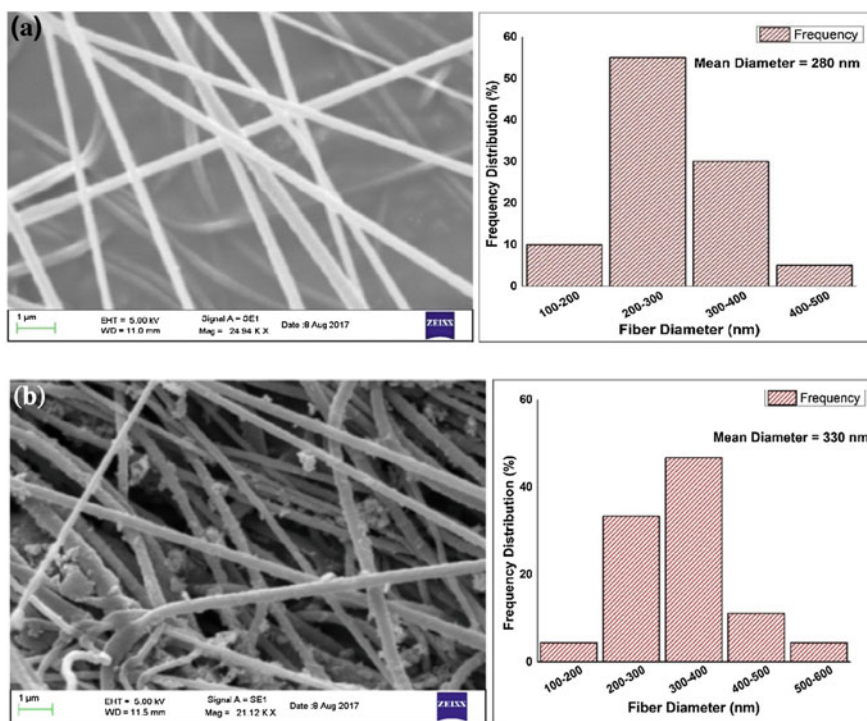 (a)
Frequency
Mean Diameter = 280 nm
Frequency Distribution (%)
60
50
40
30
20
10
0
100-200
200-300
300-400
400-500
Fiber Diameter (nm)
1 µm
EHT = 5.00 kV
WD = 11.0 mm
Signal A = SE1
Mag = 24.94 K X
Date :8 Aug 2017
ZEISS
(b)
Frequency
Mean Diameter = 330 nm
Frequency Distribution (%)
60
40
20
0
100-200
200-300
300-400
400-500
500-600
Fiber Diameter (nm)
1 µm
EHT = 5.00 kV
WD = 11.5 mm
Signal A = SE1
Mag = 21.12 K X
Date :8 Aug 2017
ZEISS